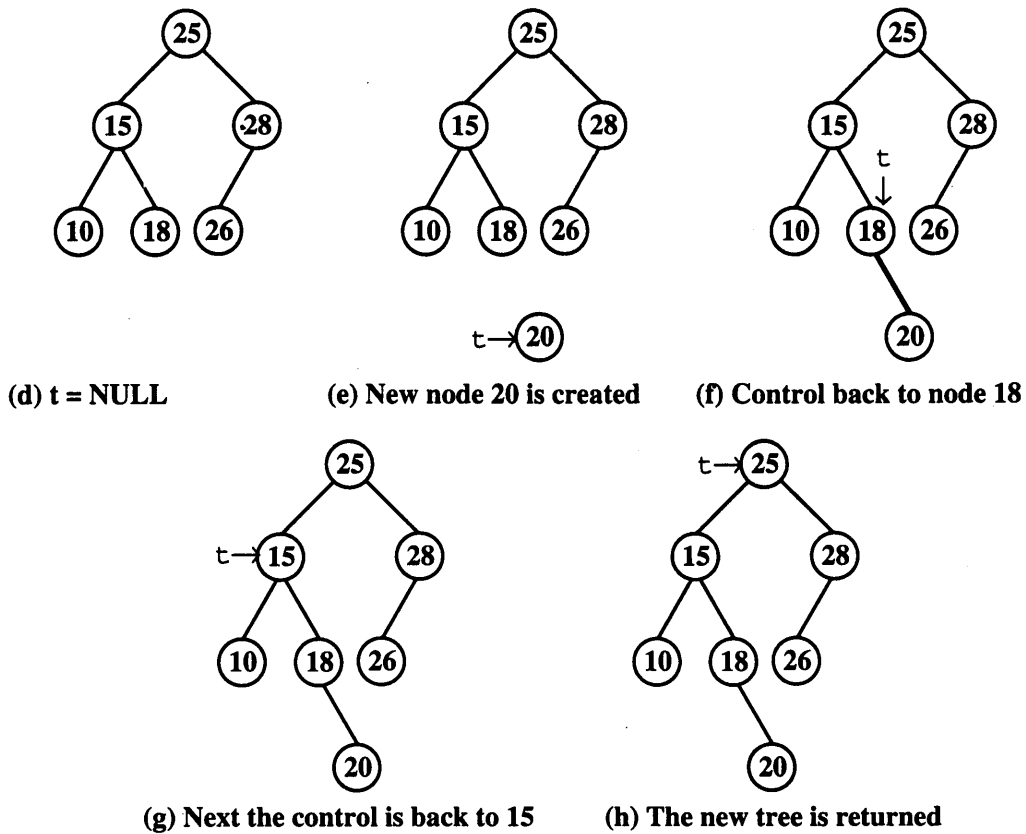 25 25 25
15 28 15 28 15 28
t
10 18 26 10 18 26 10 18 26
t 20 20
(d) t = NULL (e) New node 20 is created (f) Control back to node 18
25 t 25
t 15 28 15 28
10 18 26 10 18 26
20 20
(g) Next the control is back to 15 (h) The new tree is returned